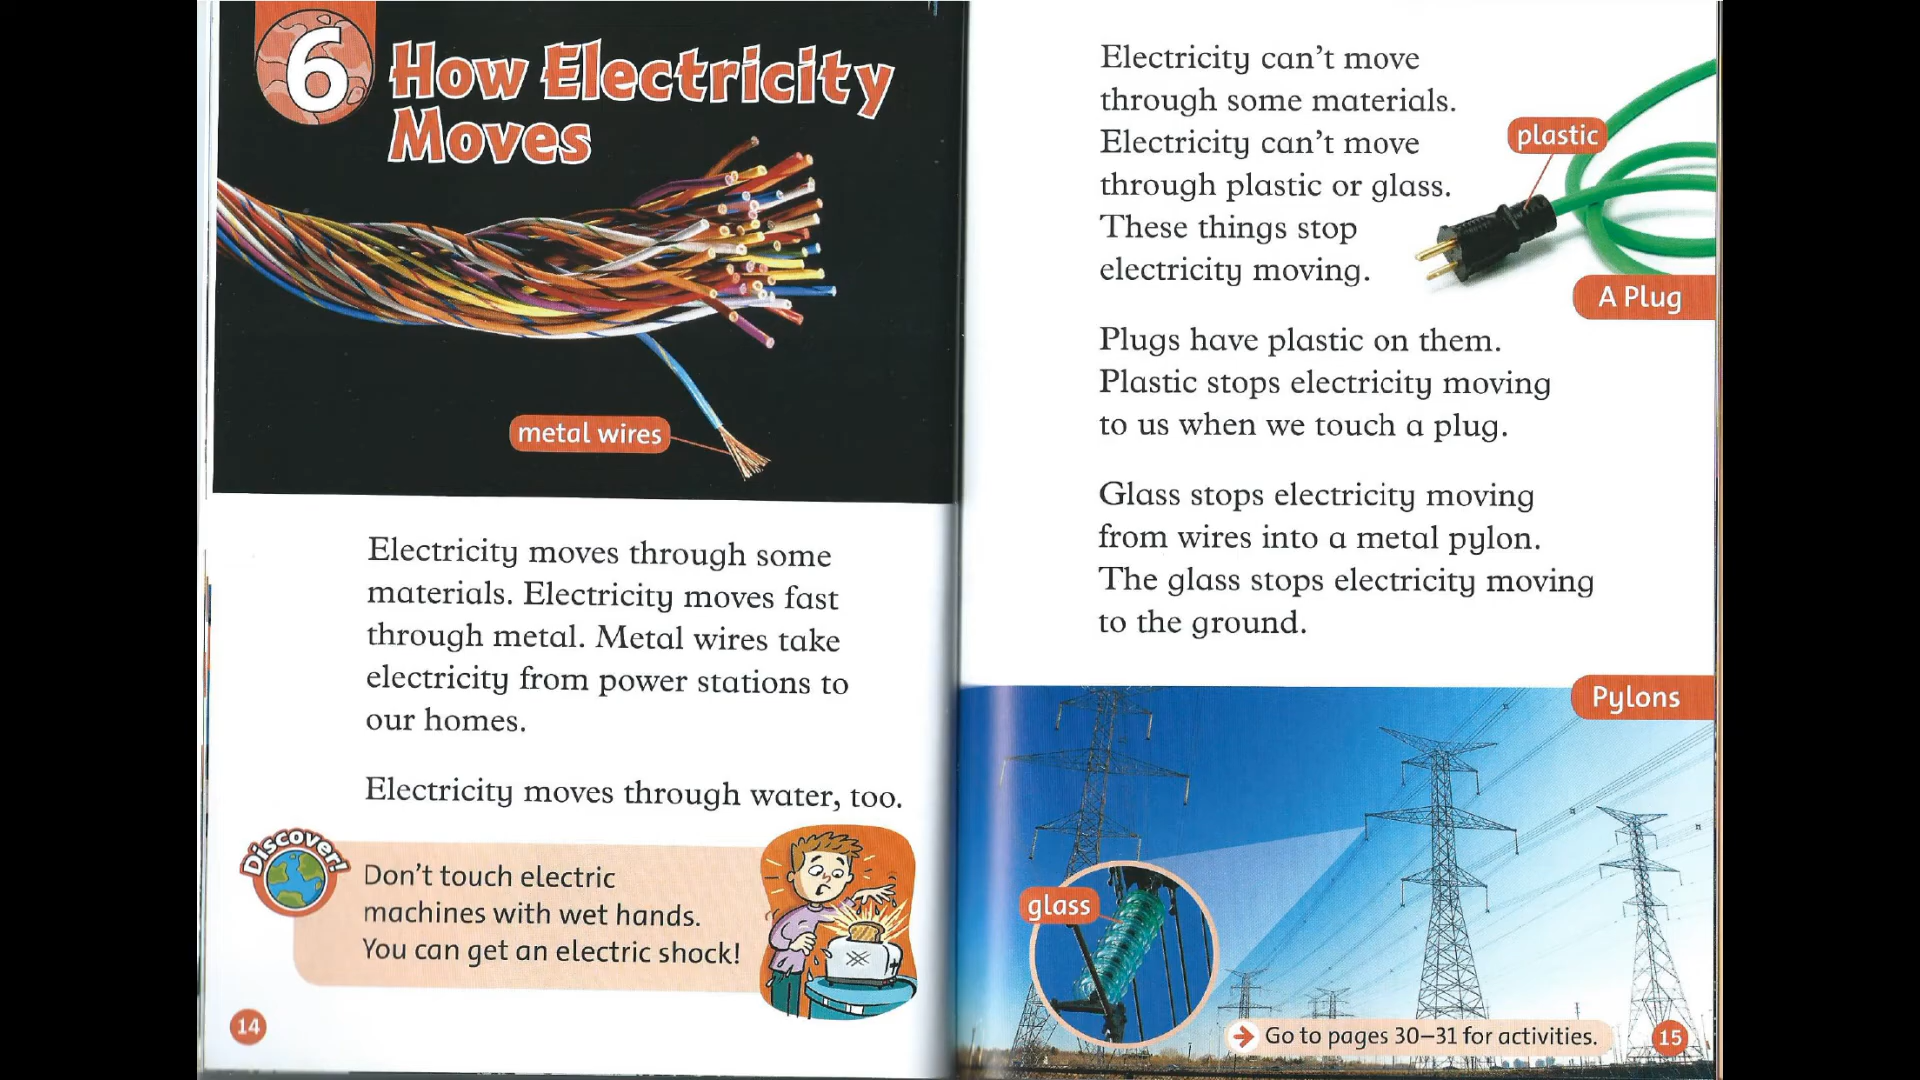 6 How Electricity
Moves
metal wires
Electricity moves through some
materials. Electricity moves fast
through metal. Metal wires take
electricity from power stations to
our homes.
Electricity moves through water, too.
Discover!
Don't touch electric
machines with wet hands.
You can get an electric shock!
14
Electricity can't move
through some materials.
Electricity can't move
through plastic or glass.
These things stop
electricity moving.
plastic
A Plug
Plugs have plastic on them.
Plastic stops electricity moving
to us when we touch a plug.
Glass stops electricity moving
from wires into a metal pylon.
The glass stops electricity moving
to the ground.
Pylons
glass
Go to pages 30–31 for activities.
15